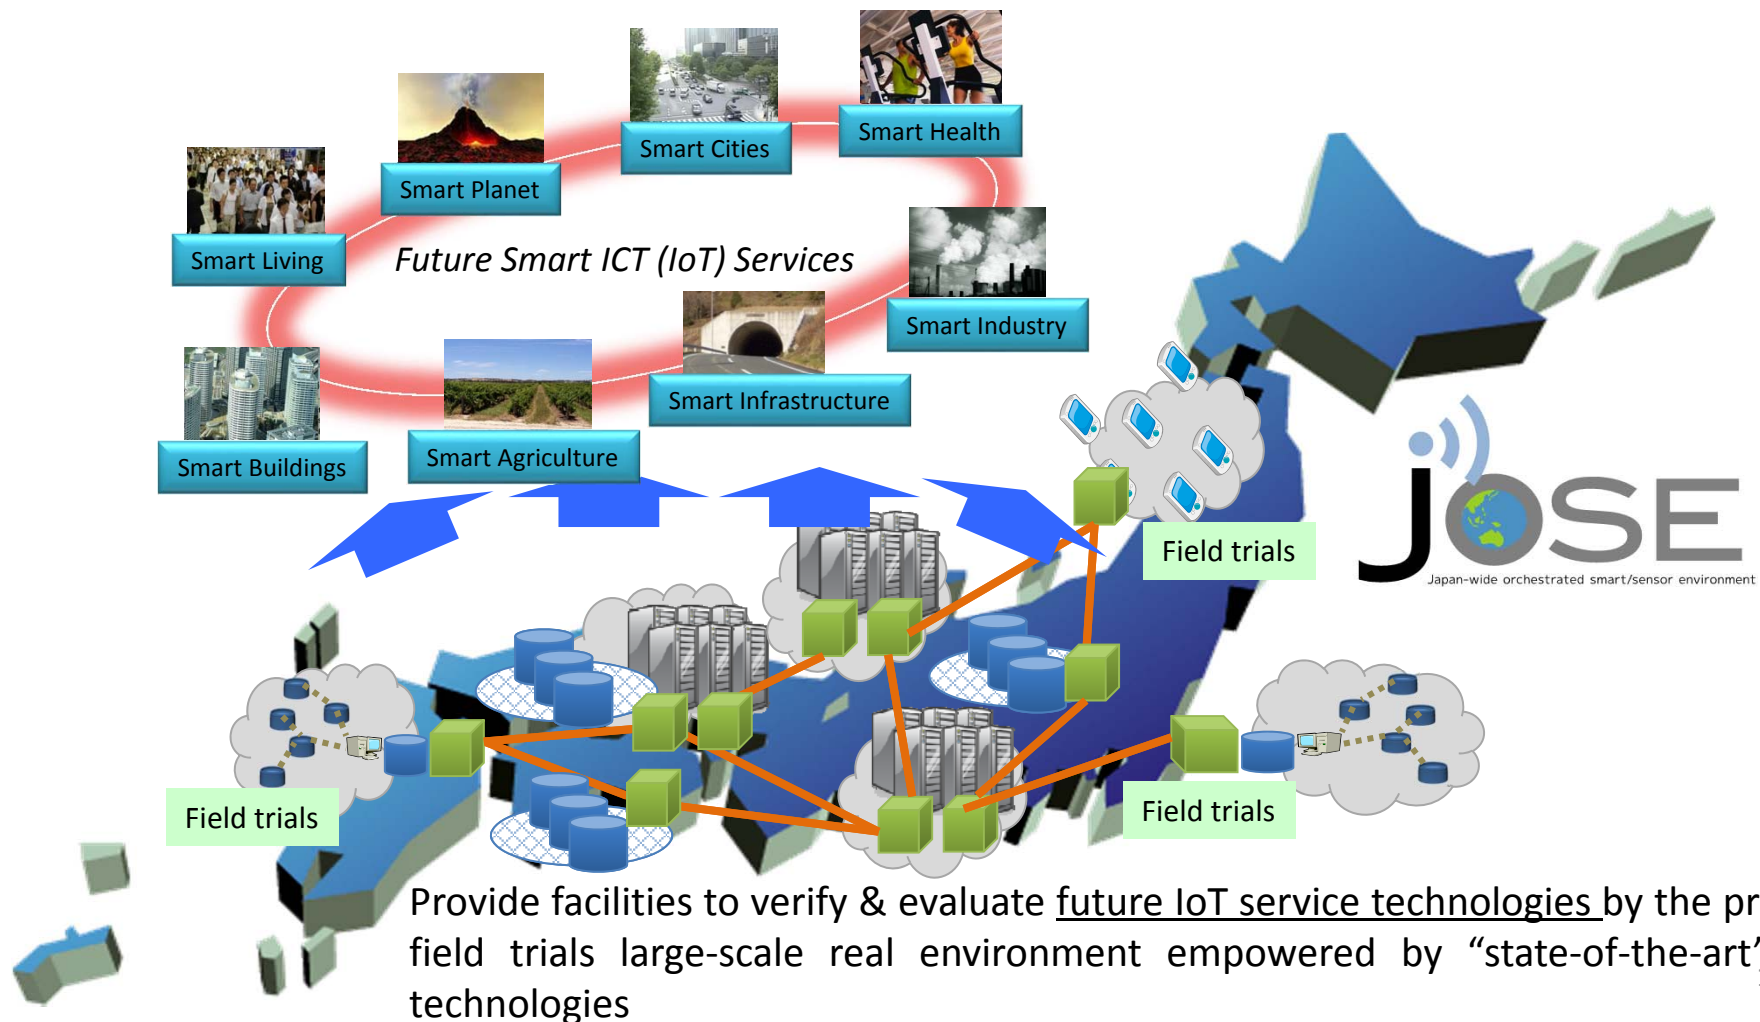 Smart Health
Smart Cities
Smart Planet
Smart Living
Future Smart ICT (IoT) Services
Smart Industry
Smart Infrastructure
Smart Agriculture
Smart Buildings
JOSE
Japan-wide orchestrated smart/sensor environment
Field trials
Field trials
Field trials
Provide facilities to verify & evaluate future IoT service technologies by the
field trials large-scale real environment empowered by “state-of-the-art”
technologies